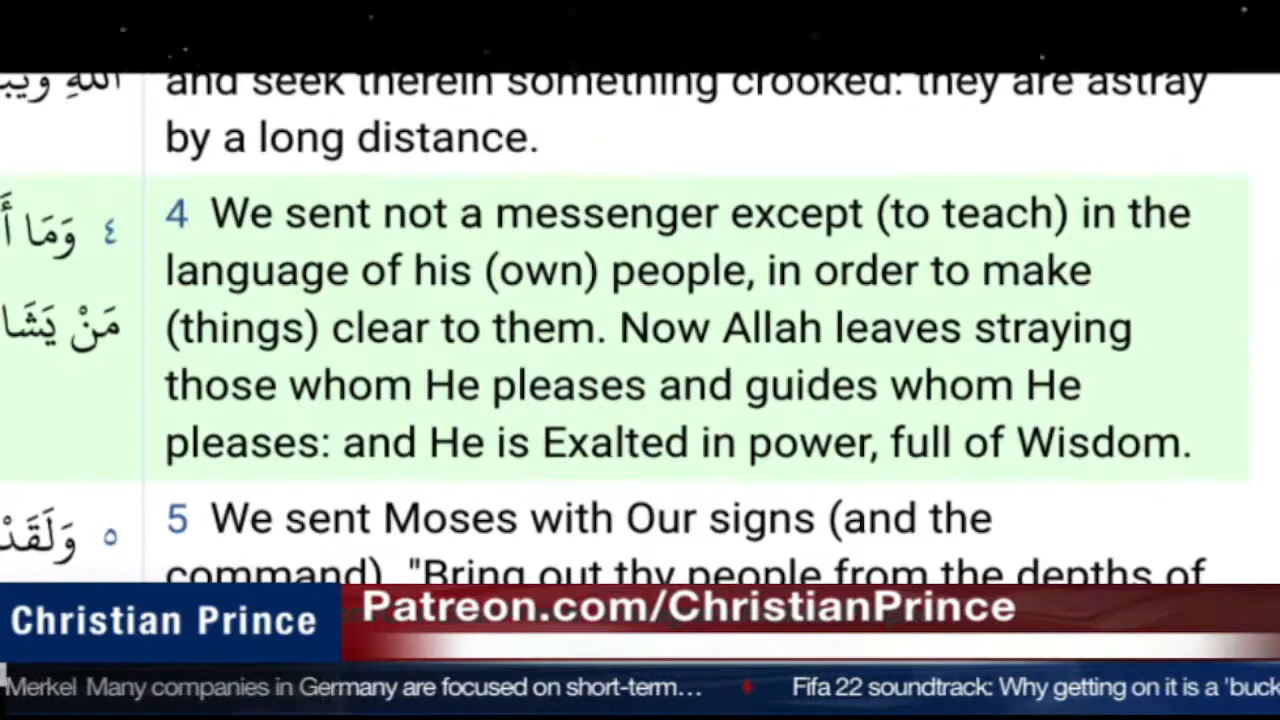 اللَّهِ
and seek therein something crooked: they are astray
by a long distance.
٤ وَمَا
4 We sent not a messenger except (to teach) in the
language of his (own) people, in order to make
مَنْ
(things) clear to them. Now Allah leaves straying
those whom He pleases and guides whom He
pleases: and He is Exalted in power, full of Wisdom.
٥
5 We sent Moses with Our signs (and the
command). "Bring out thy people from the depths of
Christian Prince
Patreon.com/ChristianPrince
Merkel Many companies in Germany are focused on short-term… Fifa 22 soundtrack: Why getting on it is a 'buck